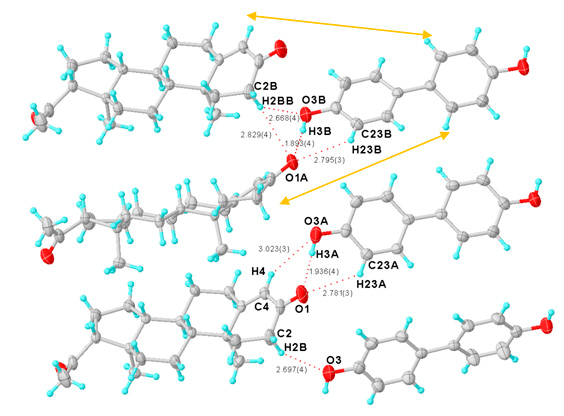 C2B
H2BB
O3B
2.668(4)
H3B
C23B
2.829(4)
1.893(4)
H23B
2.795(3)
O1A
O3A
3.023(3)
H3A
H4
C23A
1.936(4)
H23A
C4
O1
2.781(3)
C2
H2B
O3
2.697(4)